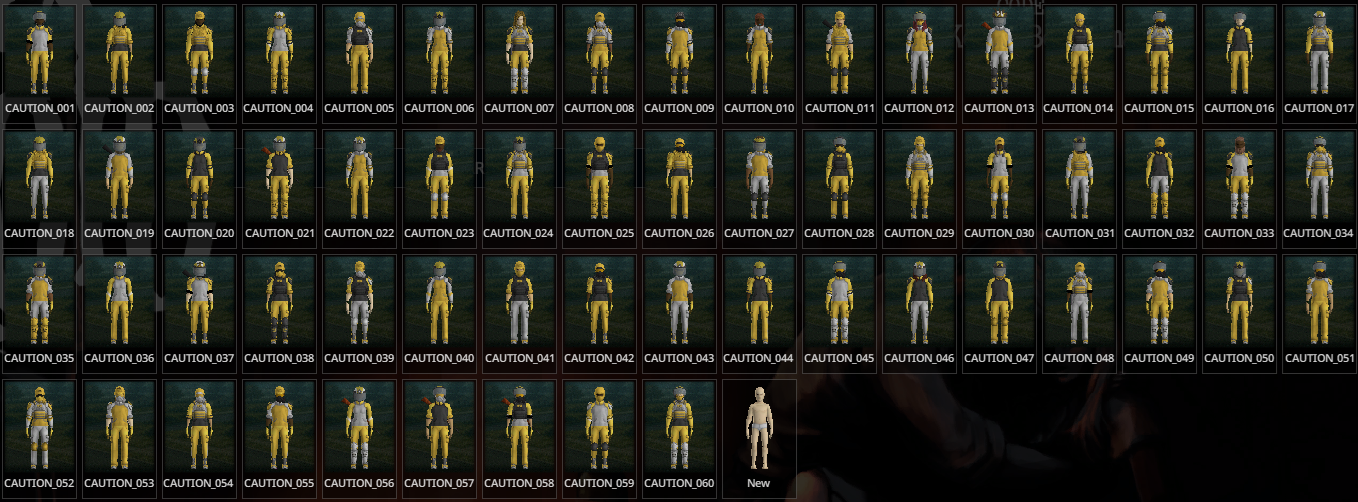 CAUTION_001 CAUTION_002 CAUTION_003 CAUTION_004 CAUTION_005 CAUTION_006 CAUTION_007 CAUTION_008 CAUTION_009 CAUTION_010 CAUTION_011 CAUTION_012 CAUTION_013 CAUTION_014 CAUTION_015 CAUTION_016 CAUTION_017
CAUTION_018 CAUTION_019 CAUTION_020 CAUTION_021 CAUTION_022 CAUTION_023 CAUTION_024 CAUTION_025 CAUTION_026 CAUTION_027 CAUTION_028 CAUTION_029 CAUTION_030 CAUTION_031 CAUTION_032 CAUTION_033 CAUTION_034
CAUTION_035 CAUTION_036 CAUTION_037 CAUTION_038 CAUTION_039 CAUTION_040 CAUTION_041 CAUTION_042 CAUTION_043 CAUTION_044 CAUTION_045 CAUTION_046 CAUTION_047 CAUTION_048 CAUTION_049 CAUTION_050 CAUTION_051
CAUTION_052 CAUTION_053 CAUTION_054 CAUTION_055 CAUTION_056 CAUTION_057 CAUTION_058 CAUTION_059 CAUTION_060 New